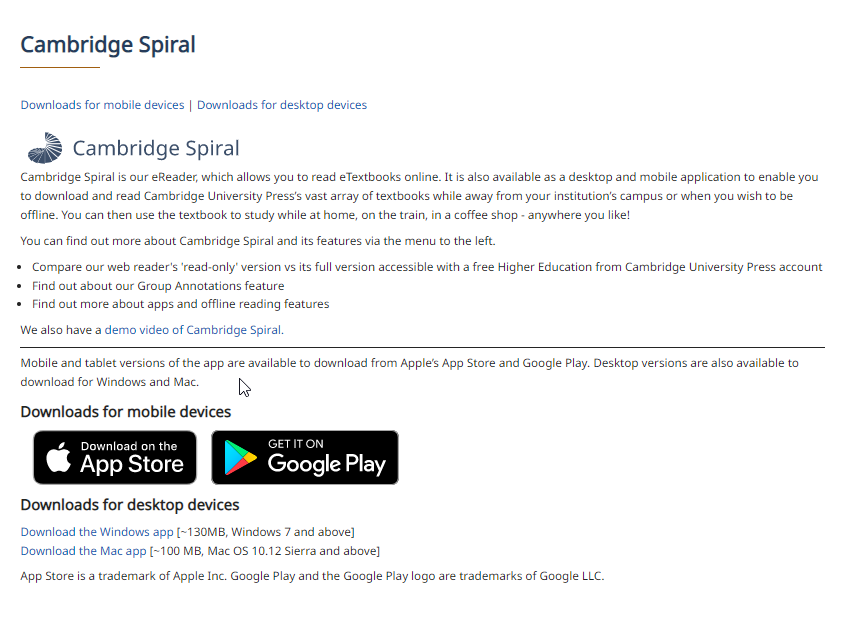 Cambridge Spiral
Downloads for mobile devices | Downloads for desktop devices
Cambridge Spiral
Cambridge Spiral is our eReader, which allows you to read eTextbooks online. It is also available as a desktop and mobile application to enable you
to download and read Cambridge University Press's vast array of textbooks while away from your institution's campus or when you wish to be
offline. You can then use the textbook to study while at home, on the train, in a coffee shop - anywhere you like!
You can find out more about Cambridge Spiral and its features via the menu to the left.
• Compare our web reader's 'read-only' version vs its full version accessible with a free Higher Education from Cambridge University Press account
• Find out about our Group Annotations feature
• Find out more about apps and offline reading features
We also have a demo video of Cambridge Spiral.
Mobile and tablet versions of the app are available to download from Apple's App Store and Google Play. Desktop versions are also available to
download for Windows and Mac.
Downloads for mobile devices
Download on the
App Store
GET IT ON
Google Play
Downloads for desktop devices
Download the Windows app [~130MB, Windows 7 and above]
Download the Mac app [~100 MB, Mac OS 10.12 Sierra and above]
App Store is a trademark of Apple Inc. Google Play and the Google Play logo are trademarks of Google LLC.